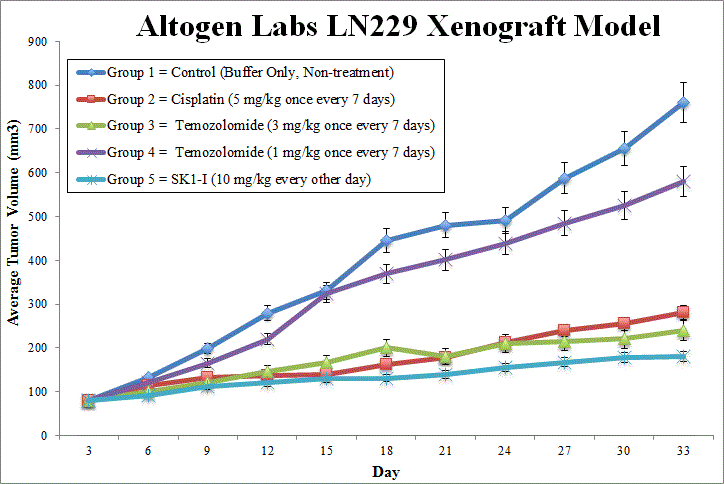 Altogen Labs LN229 Xenograft Model
900
800
700
600
500
400
300
200
100
0
Average Tumor Volume (mm3)
Group 1 = Control (Buffer Only, Non-treatment)
Group 2 = Cisplatin (5 mg/kg once every 7 days)
Group 3 = Temozolomide (3 mg/kg once every 7 days)
Group 4 = Temozolomide (1 mg/kg once every 7 days)
Group 5 = SK1-I (10 mg/kg every other day)
3 6 9 12 15 18 21 24 27 30 33
Day